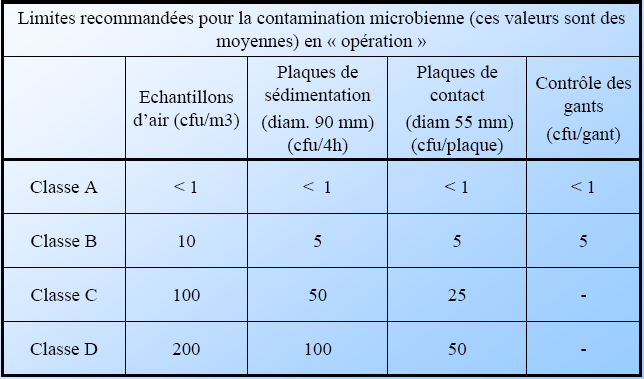 Limites recommandées pour la contamination microbienne (ces valeurs sont des
moyennes) en « opération »
Echantillons
d’air (cfu/m3)
Plaques de
sédimentation
(diam. 90 mm)
(cfu/4h)
Plaques de
contact
(diam 55 mm)
(cfu/plaque)
Contrôle des
gants
(cfu/gant)
Classe A < 1 < 1 < 1 < 1
Classe B 10 5 5 5
Classe C 100 50 25 -
Classe D 200 100 50 -